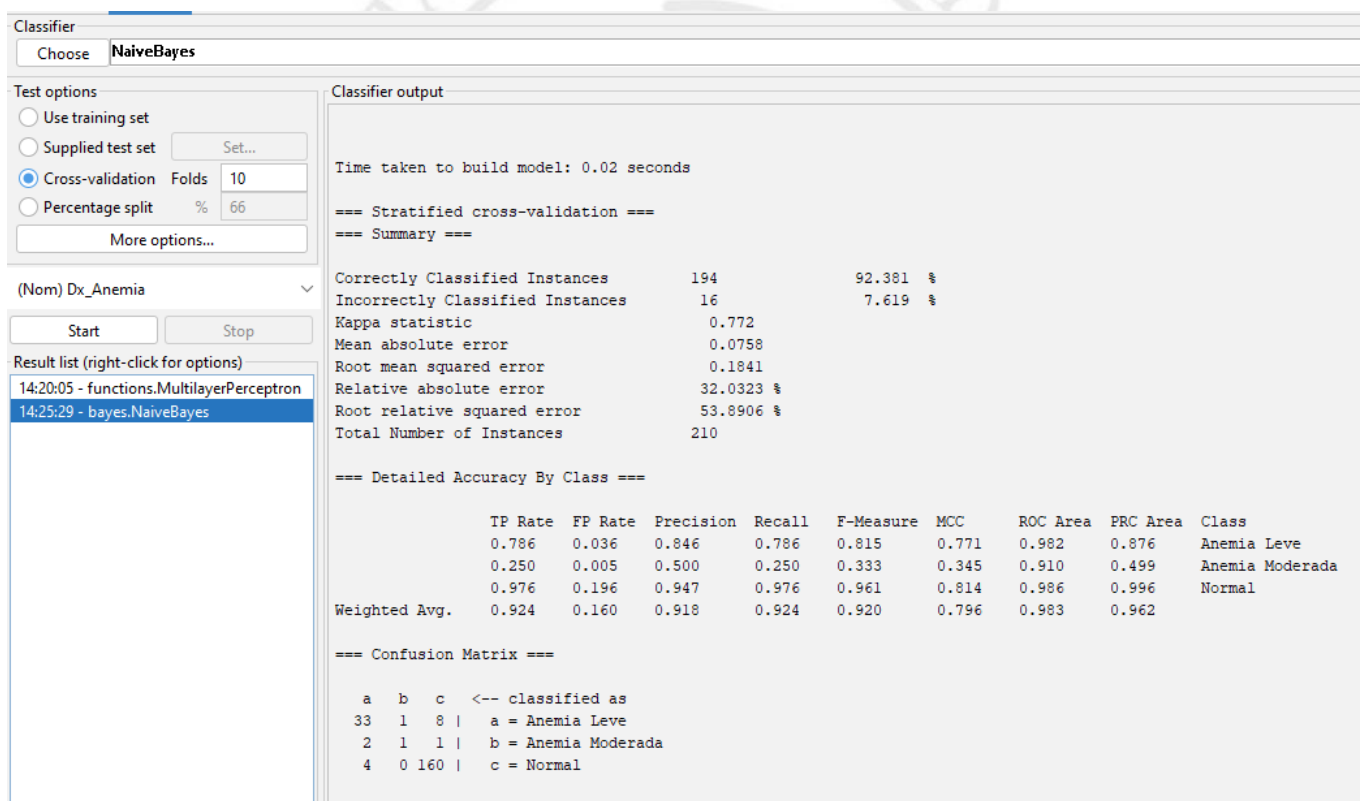 Classifier
Choose NaiveBayes
Test options
Use training set
Supplied test set Set...
Cross-validation Folds 10
Percentage split % 66
More options...
(Nom) Dx_Anemia
Start Stop
Result list (right-click for options)
14:20:05 - functions.MultilayerPerceptron
14:25:29 - bayes.NaiveBayes
Classifier output
Time taken to build model: 0.02 seconds
=== Stratified cross-validation ===
=== Summary ===
Correctly Classified Instances 194 92.381 %
Incorrectly Classified Instances 16 7.619 %
Kappa statistic 0.772
Mean absolute error 0.0758
Root mean squared error 0.1841
Relative absolute error 32.0323 %
Root relative squared error 53.8906 %
Total Number of Instances 210
=== Detailed Accuracy By Class ===
TP Rate FP Rate Precision Recall F-Measure MCC ROC Area PRC Area Class
0.786 0.036 0.846 0.786 0.815 0.771 0.982 0.876 Anemia Leve
0.250 0.005 0.500 0.250 0.333 0.345 0.910 0.499 Anemia Moderada
0.976 0.196 0.947 0.976 0.961 0.814 0.986 0.996 Normal
Weighted Avg. 0.924 0.160 0.918 0.924 0.920 0.796 0.983 0.962
=== Confusion Matrix ===
a b c <-- classified as
33 1 8 | a = Anemia Leve
2 1 1 | b = Anemia Moderada
4 0 160 | c = Normal